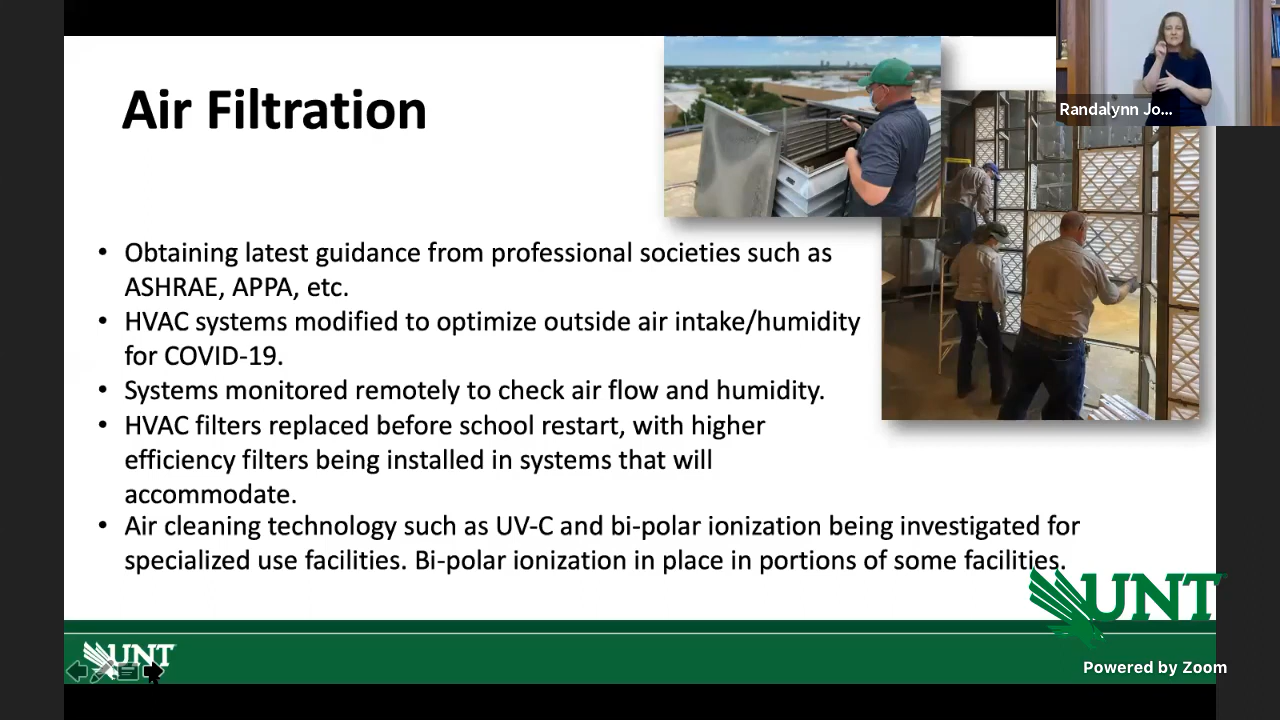 Air Filtration
Randalynn Jo...
• Obtaining latest guidance from professional societies such as
ASHRAE, APPA, etc.
• HVAC systems modified to optimize outside air intake/humidity
for COVID-19.
• Systems monitored remotely to check air flow and humidity.
• HVAC filters replaced before school restart, with higher
efficiency filters being installed in systems that will
accommodate.
• Air cleaning technology such as UV-C and bi-polar ionization being investigated for
specialized use facilities. Bi-polar ionization in place in portions of some facilities.
UNT
UNT
Powered by Zoom